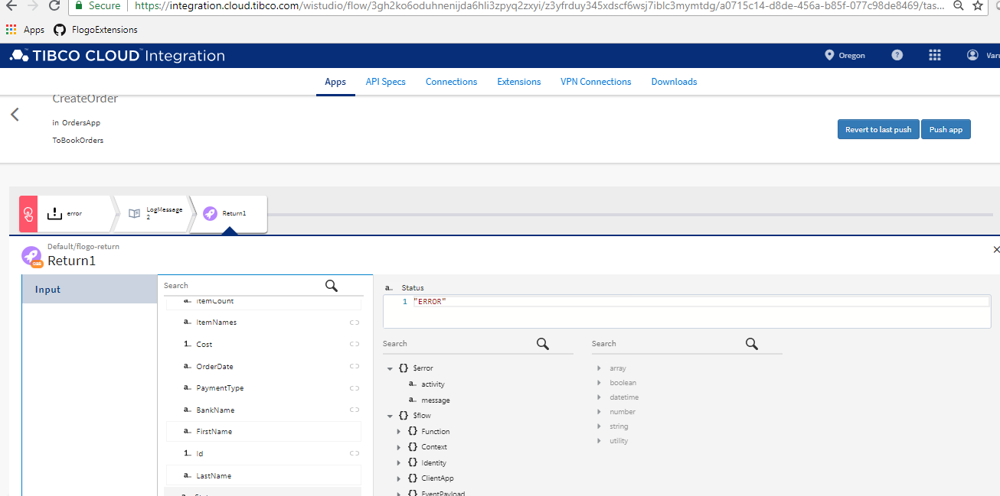 Secure https://integration.cloud.tibco.com/wistudio/flow/3gh2ko6oduhnenijda6hli3zpyq2zxyi/z3yfrduy345xdscf6wsj7iblc3mymtdg/a0715c14-d8de-456a-b85f-077c98de8469/tas...
Apps FlogoExtensions
TIBCO CLOUD™ Integration Oregon ? Varu
Apps API Specs Connections Extensions VPN Connections Downloads
CreateOrder
in OrdersApp
ToBookOrders
Revert to last push Push app
error
LogMessage
2
Return1
Default/flogo-return
Return1
Input
Search
a.. ItemCount
a.. ItemNames
1.. Cost
a.. OrderDate
a.. PaymentType
a.. BankName
a.. FirstName
1.. Id
a.. LastName
a.. Status
1 "ERROR"
Search
{} $error
a.. activity
a.. message
{} $flow
{} Function
{} Context
{} Identity
{} ClientApp
{} EventPayload
Search
array
boolean
datetime
number
string
utility